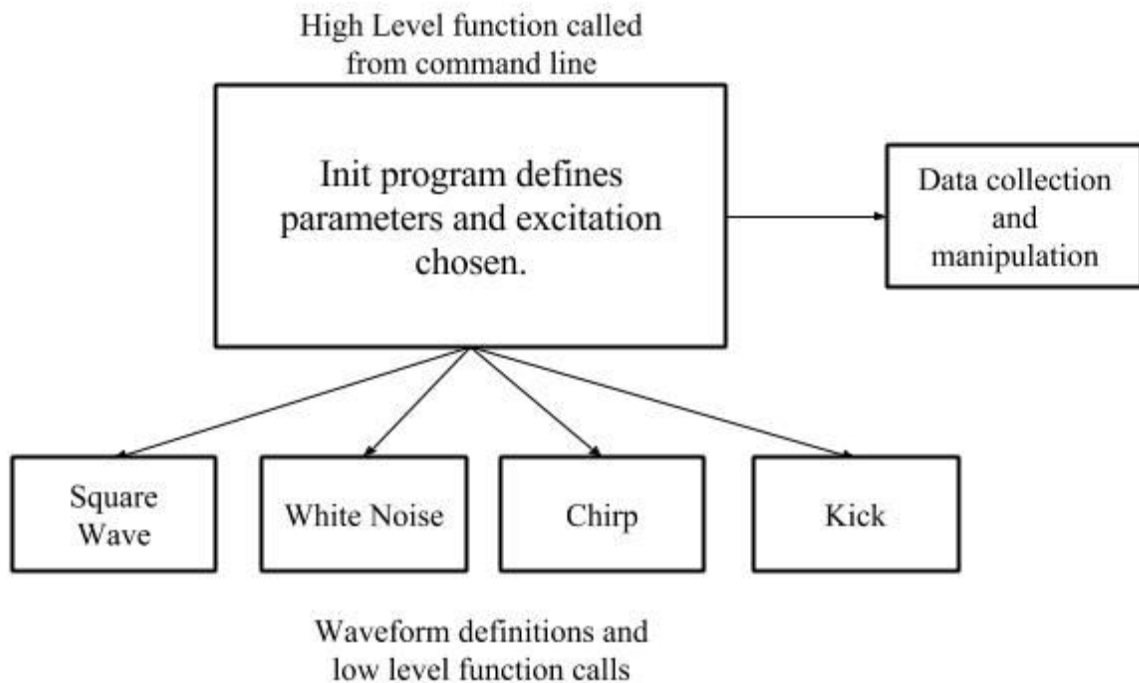 High Level function called
from command line
Init program defines
parameters and excitation
chosen.
Data collection
and
manipulation
Square
Wave
White Noise
Chirp
Kick
Waveform definitions and
low level function calls